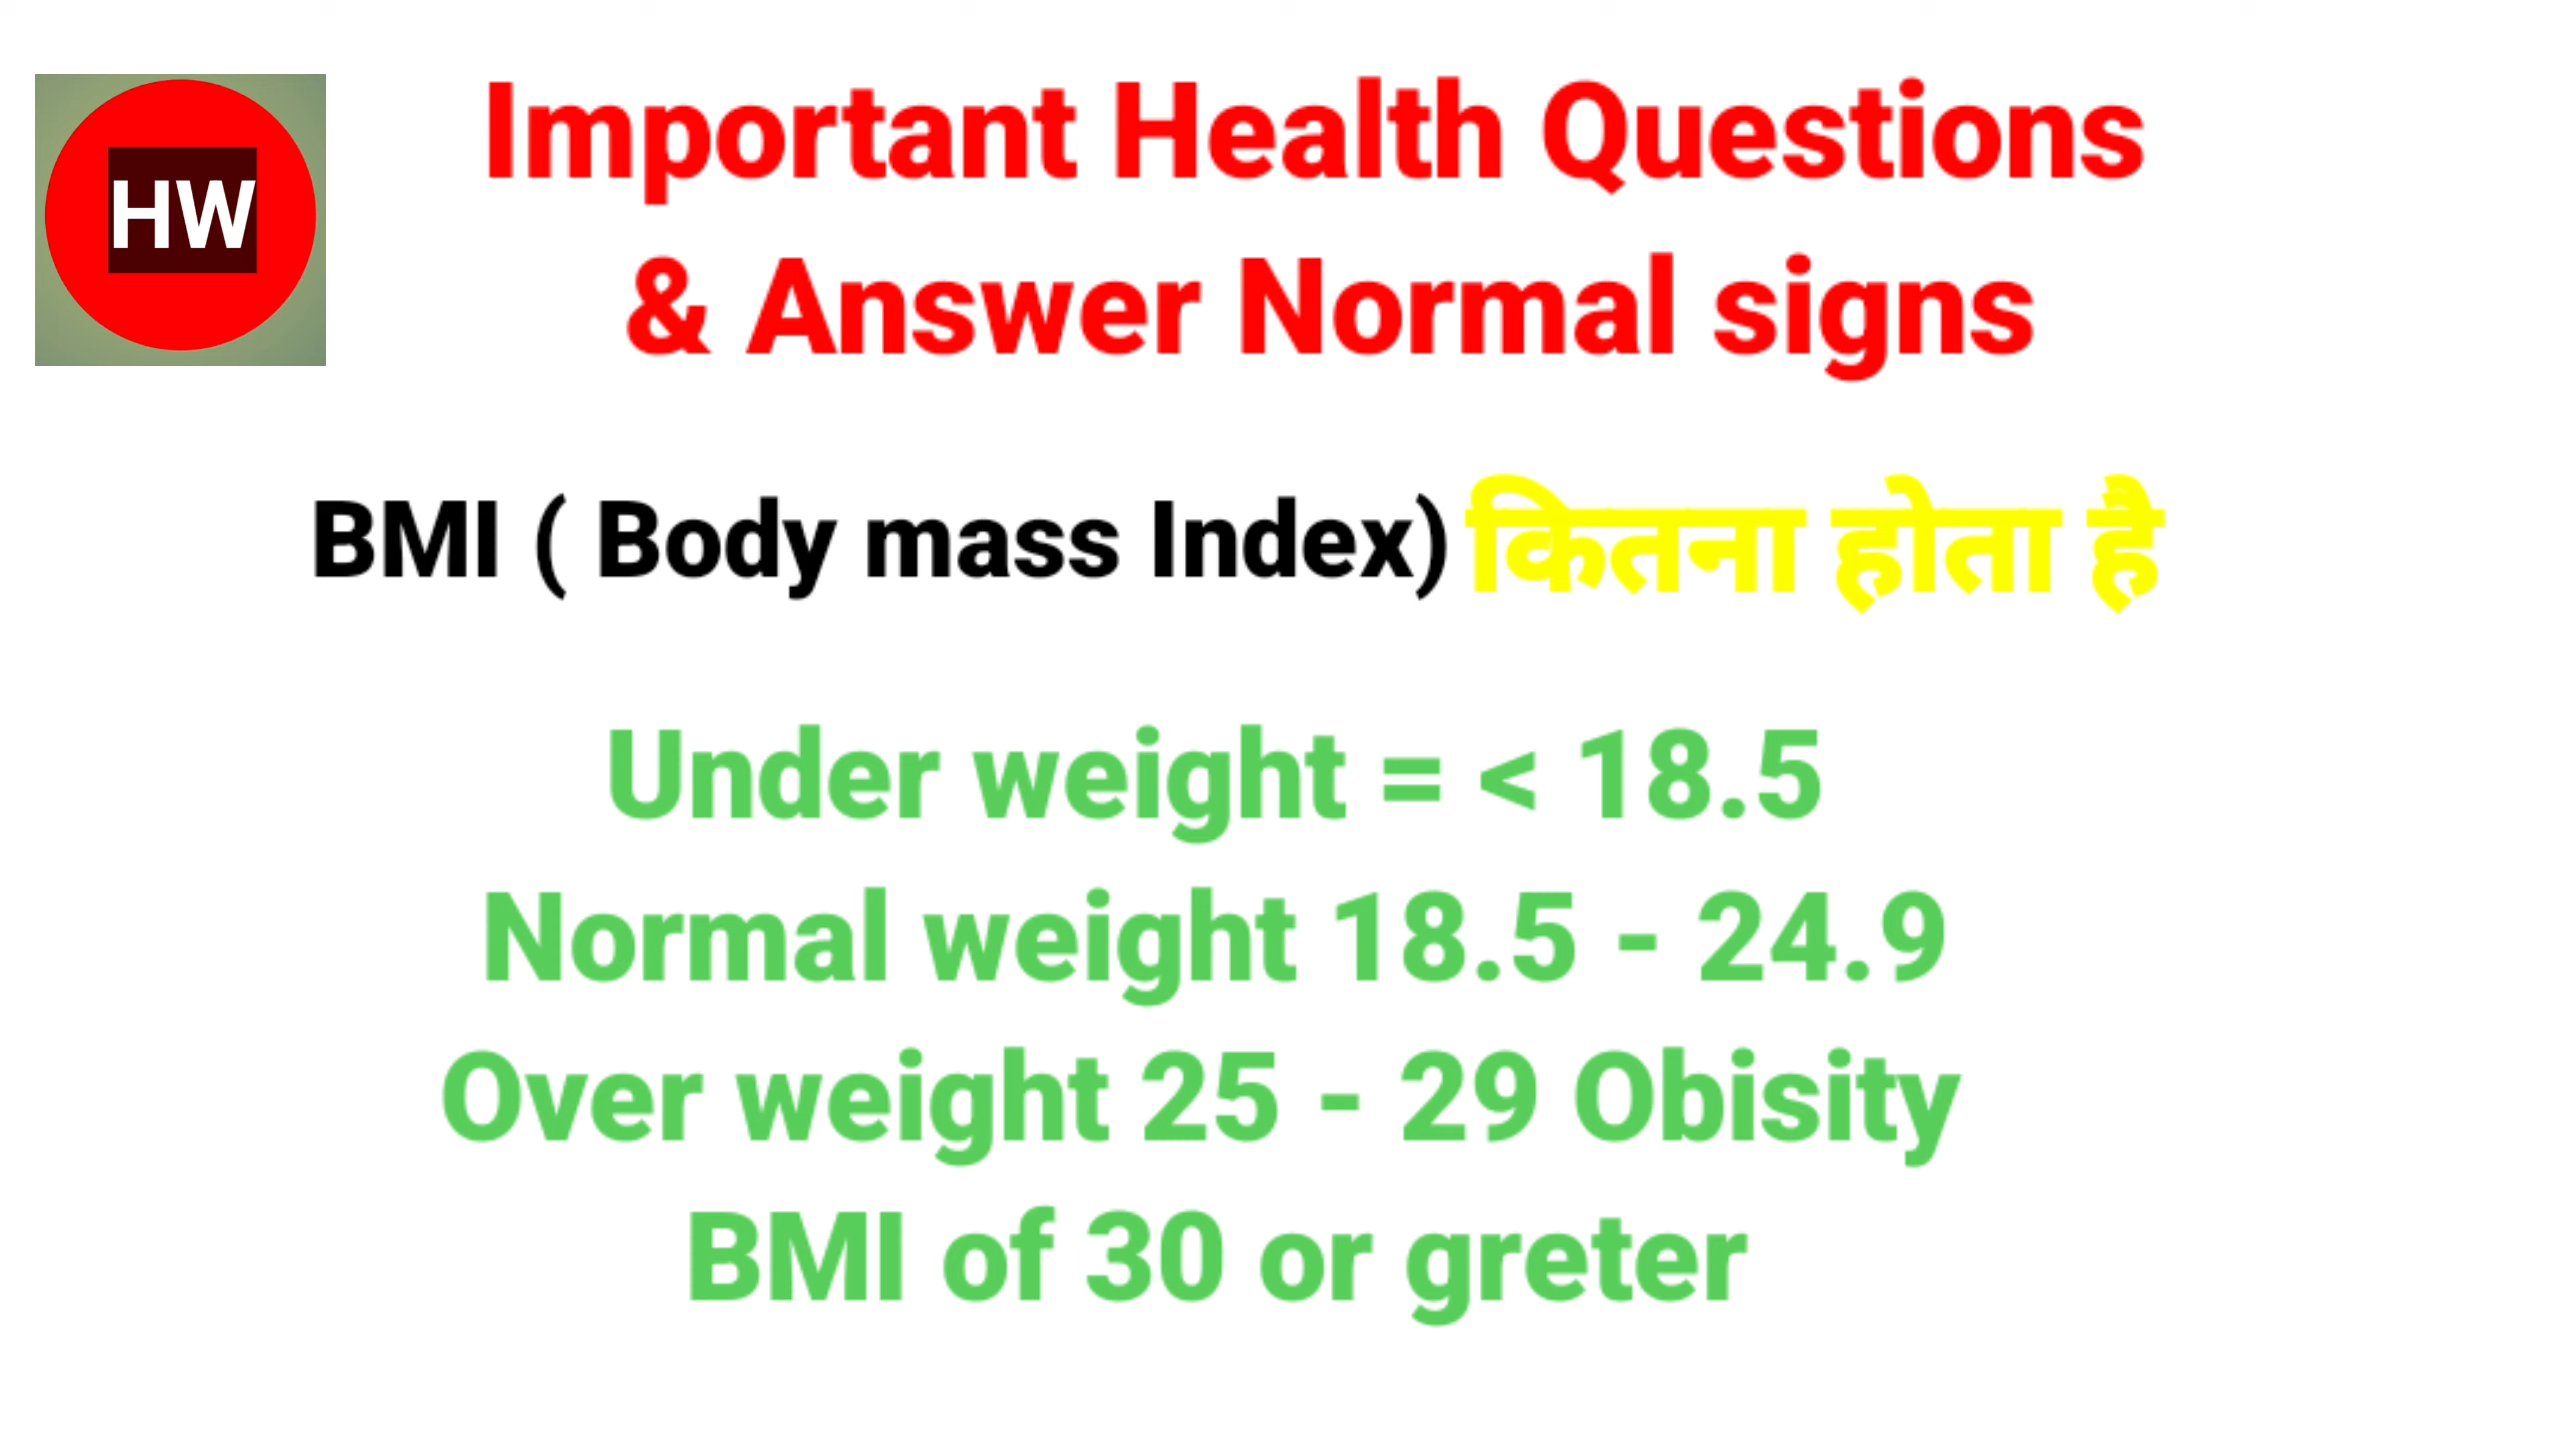 HW
Important Health Questions
& Answer Normal signs
BMI ( Body mass Index) कितना होता है
Under weight = < 18.5
Normal weight 18.5 - 24.9
Over weight 25 - 29 Obisity
BMI of 30 or greter